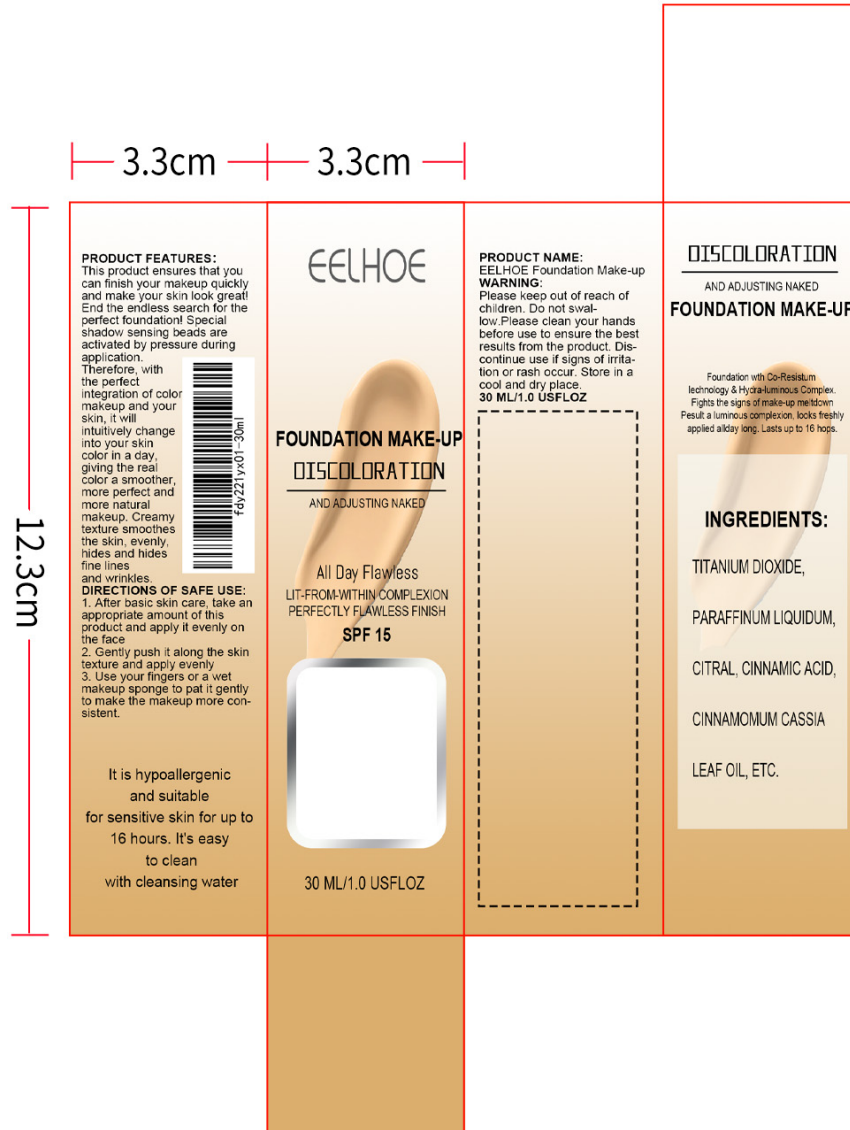 3.3cm
3.3cm
12.3cm
PRODUCT FEATURES:
This product ensures that you
can finish your makeup quickly
and make your skin look great!
End the endless search for the
perfect foundation! Special
shadow sensing beads are
activated by pressure during
application.
Therefore, with
the perfect
integration of color
makeup and your
skin, it will
intuitively change
into your skin
color in a day,
giving the real
color a smoother,
more perfect and
more natural
makeup. Creamy
texture smoothes
the skin, evenly,
hides and hides
fine lines
and wrinkles.
fdy221yx01-30ml
DIRECTIONS OF SAFE USE:
1. After basic skin care, take an
appropriate amount of this
product and apply it evenly on
the face
2. Gently push it along the skin
texture and apply evenly
3. Use your fingers or a wet
makeup sponge to pat it gently
to make the makeup more con-
sistent.
It is hypoallergenic
and suitable
for sensitive skin for up to
16 hours. It's easy
to clean
with cleansing water
EELHOE
FOUNDATION MAKE-UP
DISCOLORATION
AND ADJUSTING NAKED
All Day Flawless
LIT-FROM-WITHIN COMPLEXION
PERFECTLY FLAWLESS FINISH
SPF 15
30 ML/1.0 USFLOZ
PRODUCT NAME:
EELHOE Foundation Make-up
WARNING:
Please keep out of reach of
children. Do not swal-
low.Please clean your hands
before use to ensure the best
results from the product. Dis-
continue use if signs of irrita-
tion or rash occur. Store in a
cool and dry place.
30 ML/1.0 USFLOZ
DISCOLORATION
AND ADJUSTING NAKED
FOUNDATION MAKE-UP
Foundation wth Co-Resistum
lechnology & Hydra-luminous Complex.
Fights the signs of make-up meltdown
Pesult a luminous complexion, locks freshly
applied allday long. Lasts up to 16 hops.
INGREDIENTS:
TITANIUM DIOXIDE,
PARAFFINUM LIQUIDUM,
CITRAL, CINNAMIC ACID,
CINNAMOMUM CASSIA
LEAF OIL, ETC.